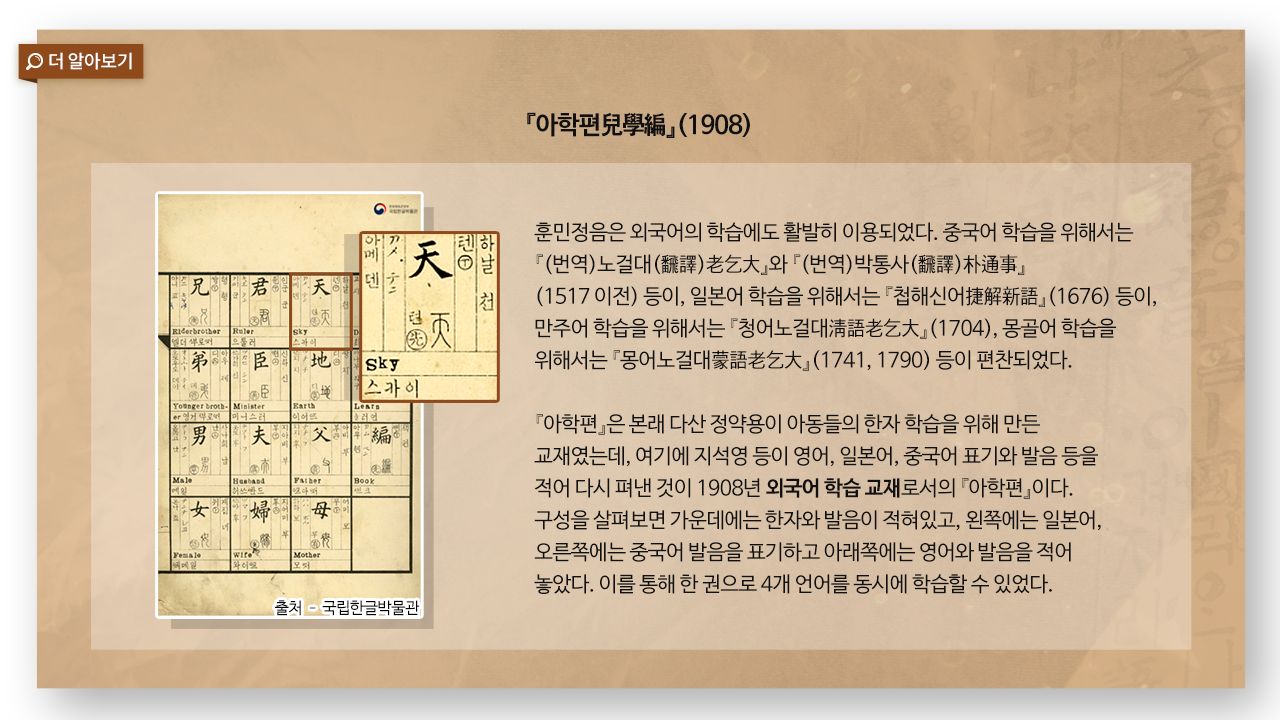 더 알아보기
『아학편兒學編』(1908)
훈민정음은 외국어의 학습에도 활발히 이용되었다. 중국어 학습을 위해서는
『(번역)노걸대(飜譯)老乞大』와 『(번역)박통사(飜譯)朴通事』
(1517 이전) 등이, 일본어 학습을 위해서는 『첩해신어捷解新語』(1676) 등이,
만주어 학습을 위해서는 『청어노걸대淸語老乞大』(1704), 몽골어 학습을
위해서는 『몽어노걸대蒙語老乞大』(1741, 1790) 등이 편찬되었다.
『아학편』은 본래 다산 정약용이 아동들의 한자 학습을 위해 만든
교재였는데, 여기에 지석영 등이 영어, 일본어, 중국어 표기와 발음 등을
적어 다시 펴낸 것이 1908년 외국어 학습 교재로서의 『아학편』이다.
구성을 살펴보면 가운데에는 한자와 발음이 적혀있고, 왼쪽에는 일본어,
오른쪽에는 중국어 발음을 표기하고 아래쪽에는 영어와 발음을 적어
놓았다. 이를 통해 한 권으로 4개 언어를 동시에 학습할 수 있었다.
국립한글박물관
兄 君 天
Elderbrother Ruler Sky
弟 臣 地
Younger broth- Minister Earth Learn
男 夫 父 編
Male Husband Father Book
女 婦 母
Female Wife Mother
하날 텬
天
아메 덴
Sky
스카이
출처 - 국립한글박물관